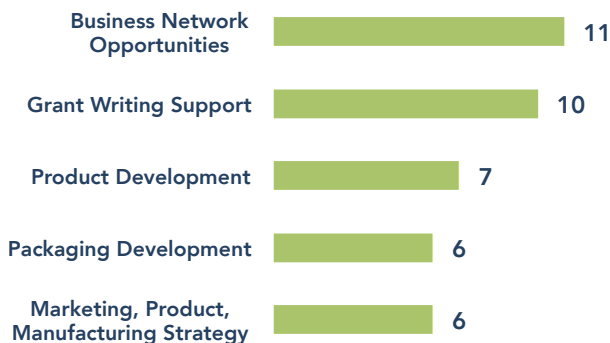 Business Network
Opportunities
11
Grant Writing Support
10
Product Development
7
Packaging Development
6
Marketing, Product,
Manufacturing Strategy
6